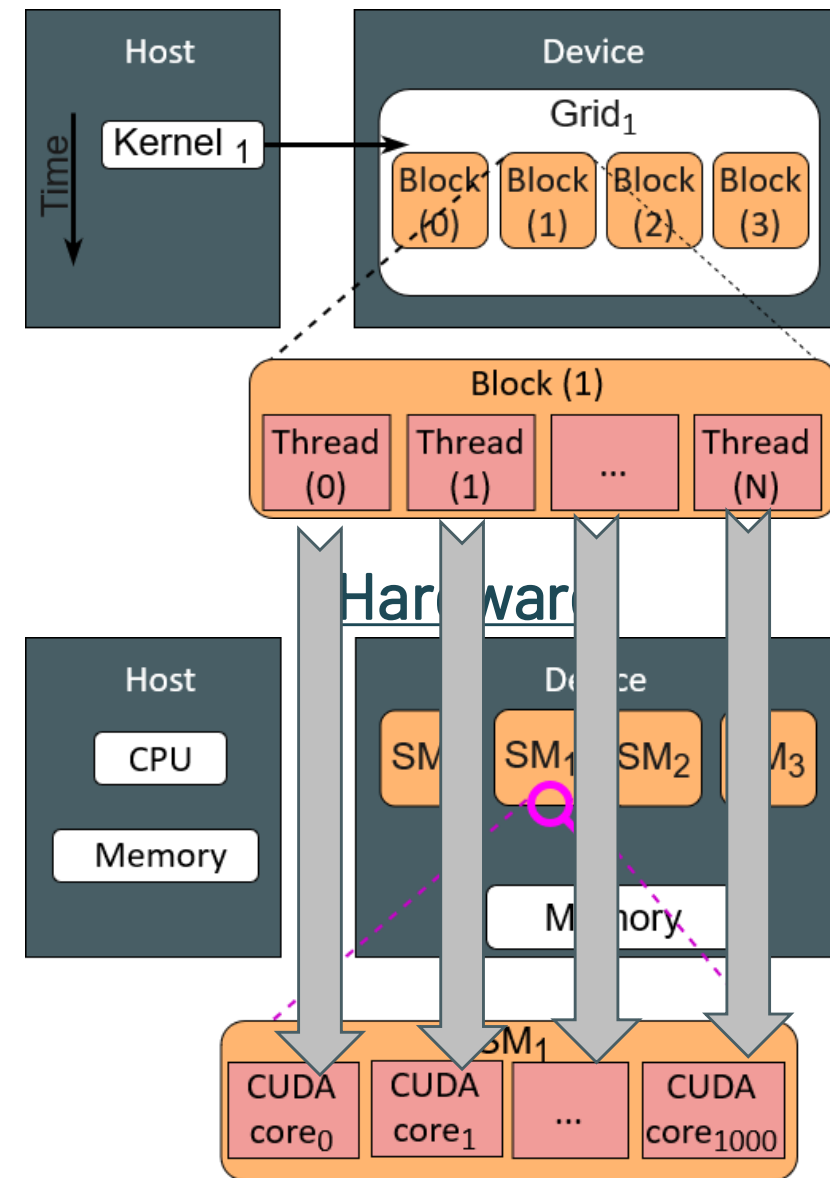 Host
Device
Time
Kernel 1
Grid1
Block
(0)
Block
(1)
Block
(2)
Block
(3)
Block (1)
Thread
(0)
Thread
(1)
...
Thread
(N)
Host
CPU
Memory
SM1
SM2
SM1
CUDA
core0
CUDA
core1
...
CUDA
core1000